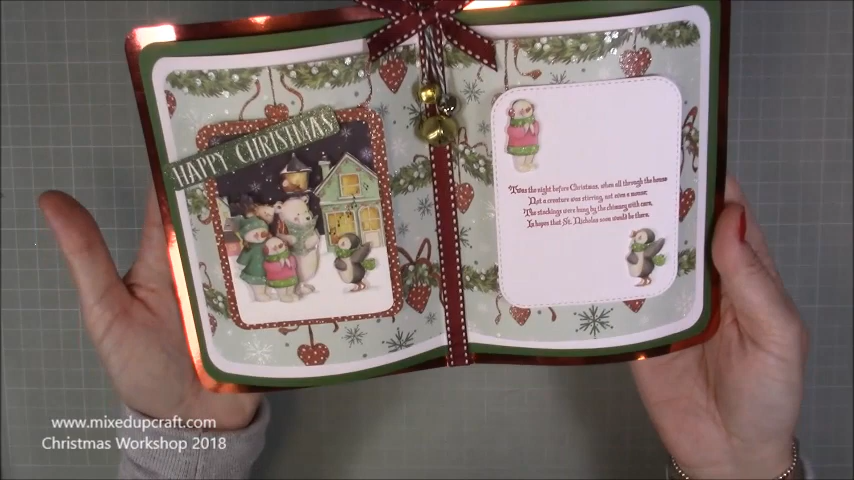 HAPPY CHRISTMAS
'Twas the night before Christmas, when all through the house
Not a creature was stirring, not even a mouse;
The stockings were hung by the chimney with care,
In hopes that St. Nicholas soon would be there.
www.mixedupcraft.com
Christmas Workshop 2018